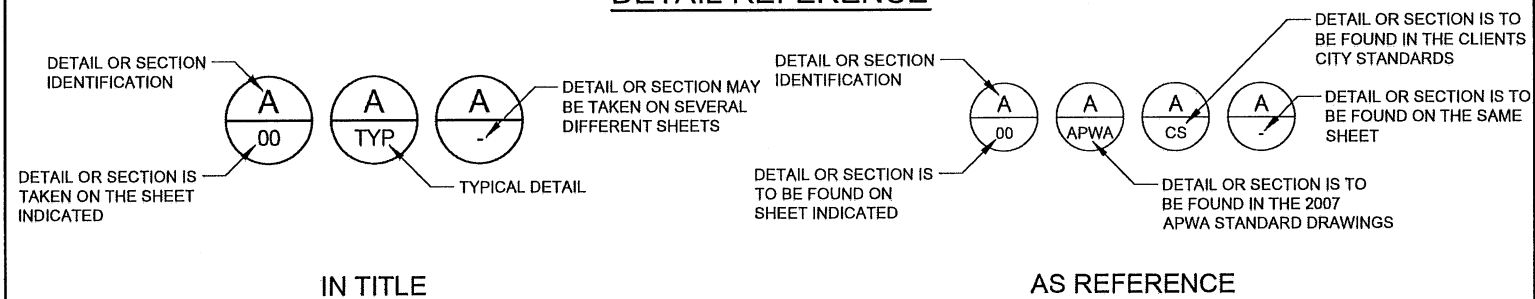 DETAIL REFERENCE
DETAIL OR SECTION
IDENTIFICATION
A
00
A
TYP
A
-
DETAIL OR SECTION MAY
BE TAKEN ON SEVERAL
DIFFERENT SHEETS
DETAIL OR SECTION IS
TAKEN ON THE SHEET
INDICATED
TYPICAL DETAIL
IN TITLE
DETAIL OR SECTION
IDENTIFICATION
A
00
A
APWA
A
CS
A
-
DETAIL OR SECTION IS TO
BE FOUND IN THE CLIENTS
CITY STANDARDS
DETAIL OR SECTION IS TO
BE FOUND ON THE SAME
SHEET
DETAIL OR SECTION IS
TO BE FOUND ON
SHEET INDICATED
DETAIL OR SECTION IS TO
BE FOUND IN THE 2007
APWA STANDARD DRAWINGS
AS REFERENCE